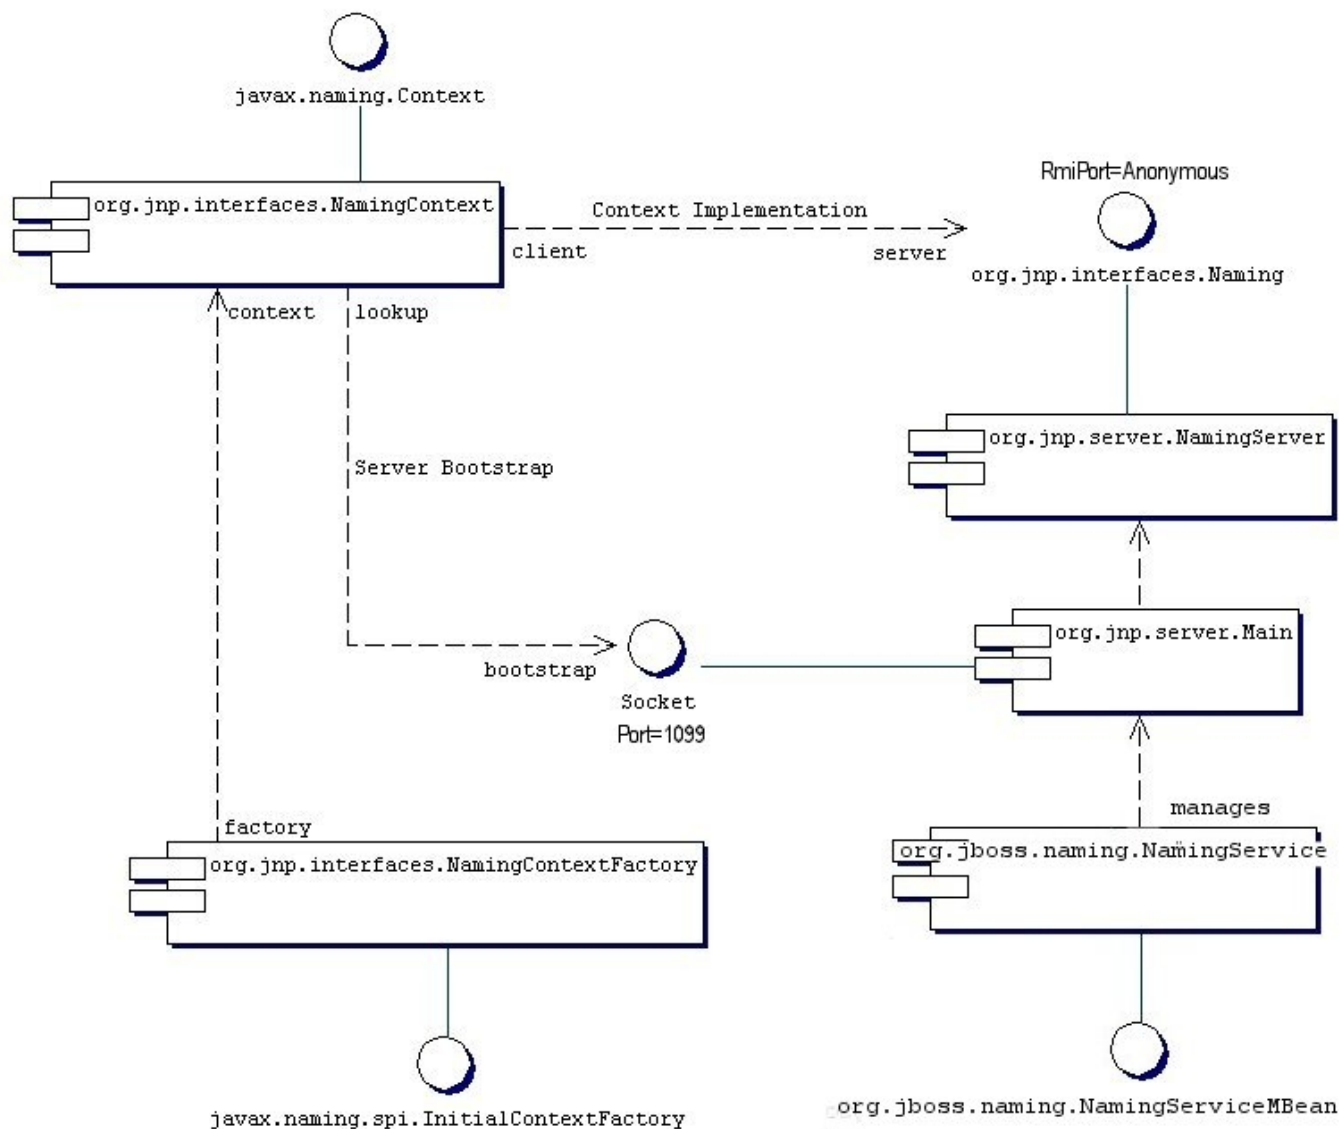 javax.naming.Context
RmiPort=Anonymous
org.jnp.interfaces.NamingContext
Context Implementation
client
server
org.jnp.interfaces.Naming
context
lookup
org.jnp.server.NamingServer
Server Bootstrap
org.jnp.server.Main
bootstrap
Socket
Port=1099
manages
factory
org.jboss.naming.NamingService
org.jnp.interfaces.NamingContextFactory
org.jboss.naming.NamingServiceMBean
javax.naming.spi.InitialContextFactory